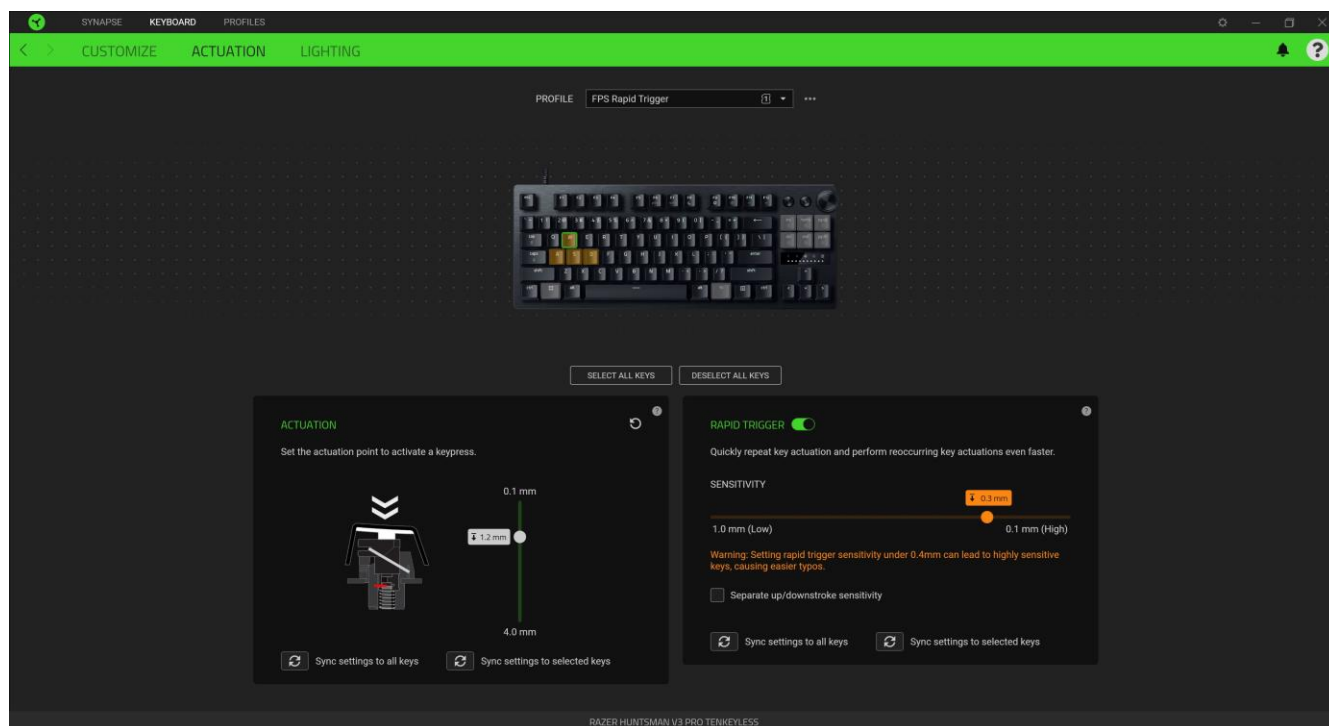 SYNAPSE KEYBOARD PROFILES
CUSTOMIZE ACTUATION LIGHTING
PROFILE FPS Rapid Trigger 1
SELECT ALL KEYS DESELECT ALL KEYS
ACTUATION
Set the actuation point to activate a keypress.
0.1 mm
1.2 mm
4.0 mm
Sync settings to all keys Sync settings to selected keys
RAPID TRIGGER
Quickly repeat key actuation and perform reoccurring key actuations even faster.
SENSITIVITY
0.3 mm
1.0 mm (Low) 0.1 mm (High)
Warning: Setting rapid trigger sensitivity under 0.4mm can lead to highly sensitive
keys, causing easier typos.
Separate up/downstroke sensitivity
Sync settings to all keys Sync settings to selected keys
RAZER HUNTSMAN V3 PRO TENKEYLESS